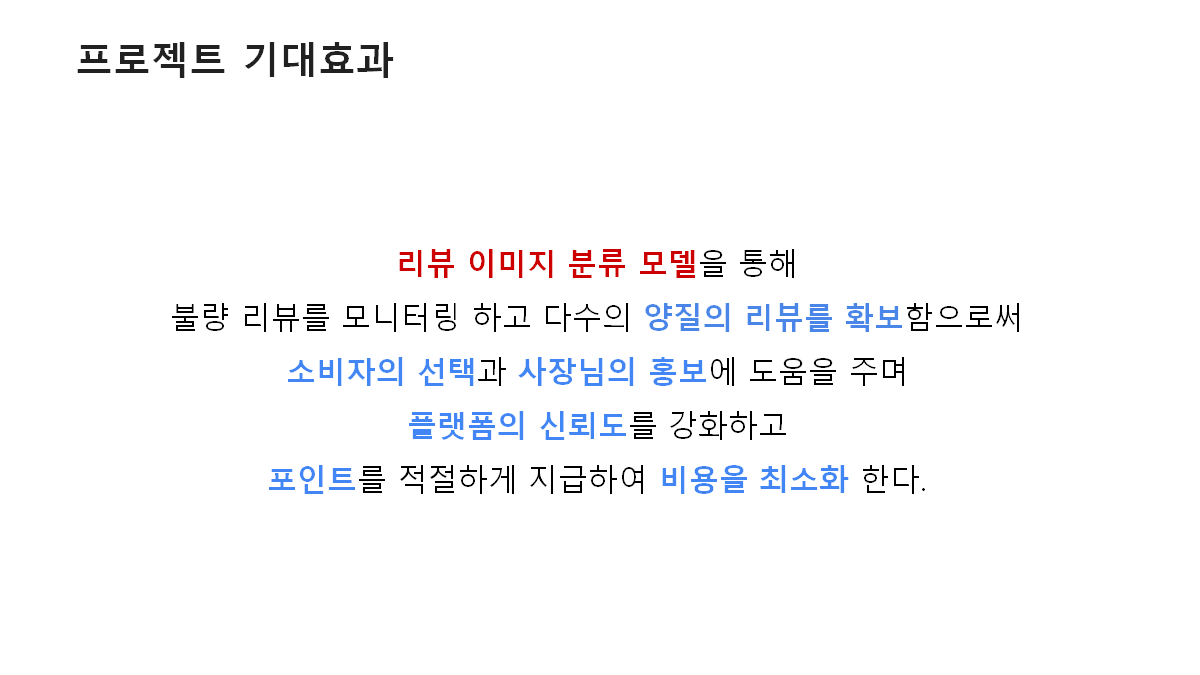 프로젝트 기대효과
리뷰 이미지 분류 모델을 통해
불량 리뷰를 모니터링 하고 다수의 양질의 리뷰를 확보함으로써
소비자의 선택과 사장님의 홍보에 도움을 주며
플랫폼의 신뢰도를 강화하고
포인트를 적절하게 지급하여 비용을 최소화 한다.